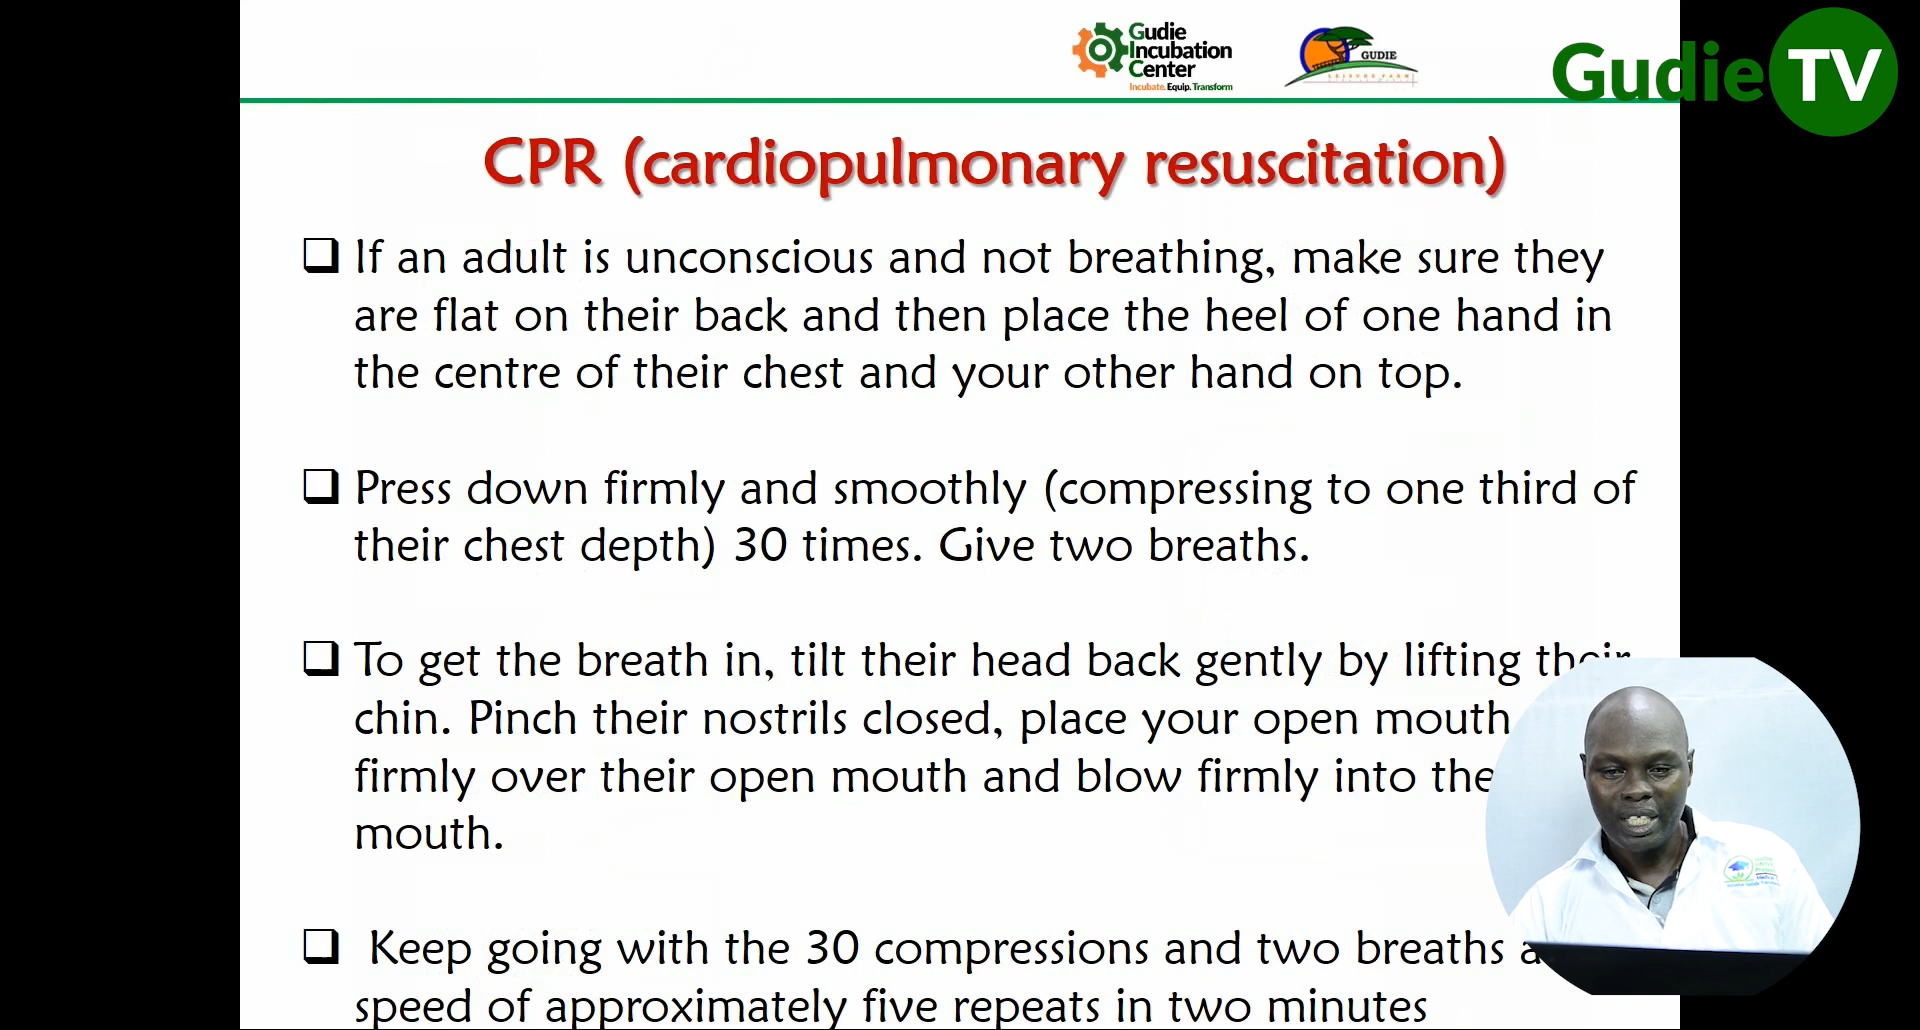 Gudie
Incubation
Center
Incubate. Equip. Transform
GUDIE
LEISURE FARM
Gudie TV
CPR (cardiopulmonary resuscitation)
If an adult is unconscious and not breathing, make sure they
are flat on their back and then place the heel of one hand in
the centre of their chest and your other hand on top.
Press down firmly and smoothly (compressing to one third of
their chest depth) 30 times. Give two breaths.
To get the breath in, tilt their head back gently by lifting their
chin. Pinch their nostrils closed, place your open mouth
firmly over their open mouth and blow firmly into
mouth.
Keep going with the 30 compressions and two breaths
speed of approximately five repeats in two minutes